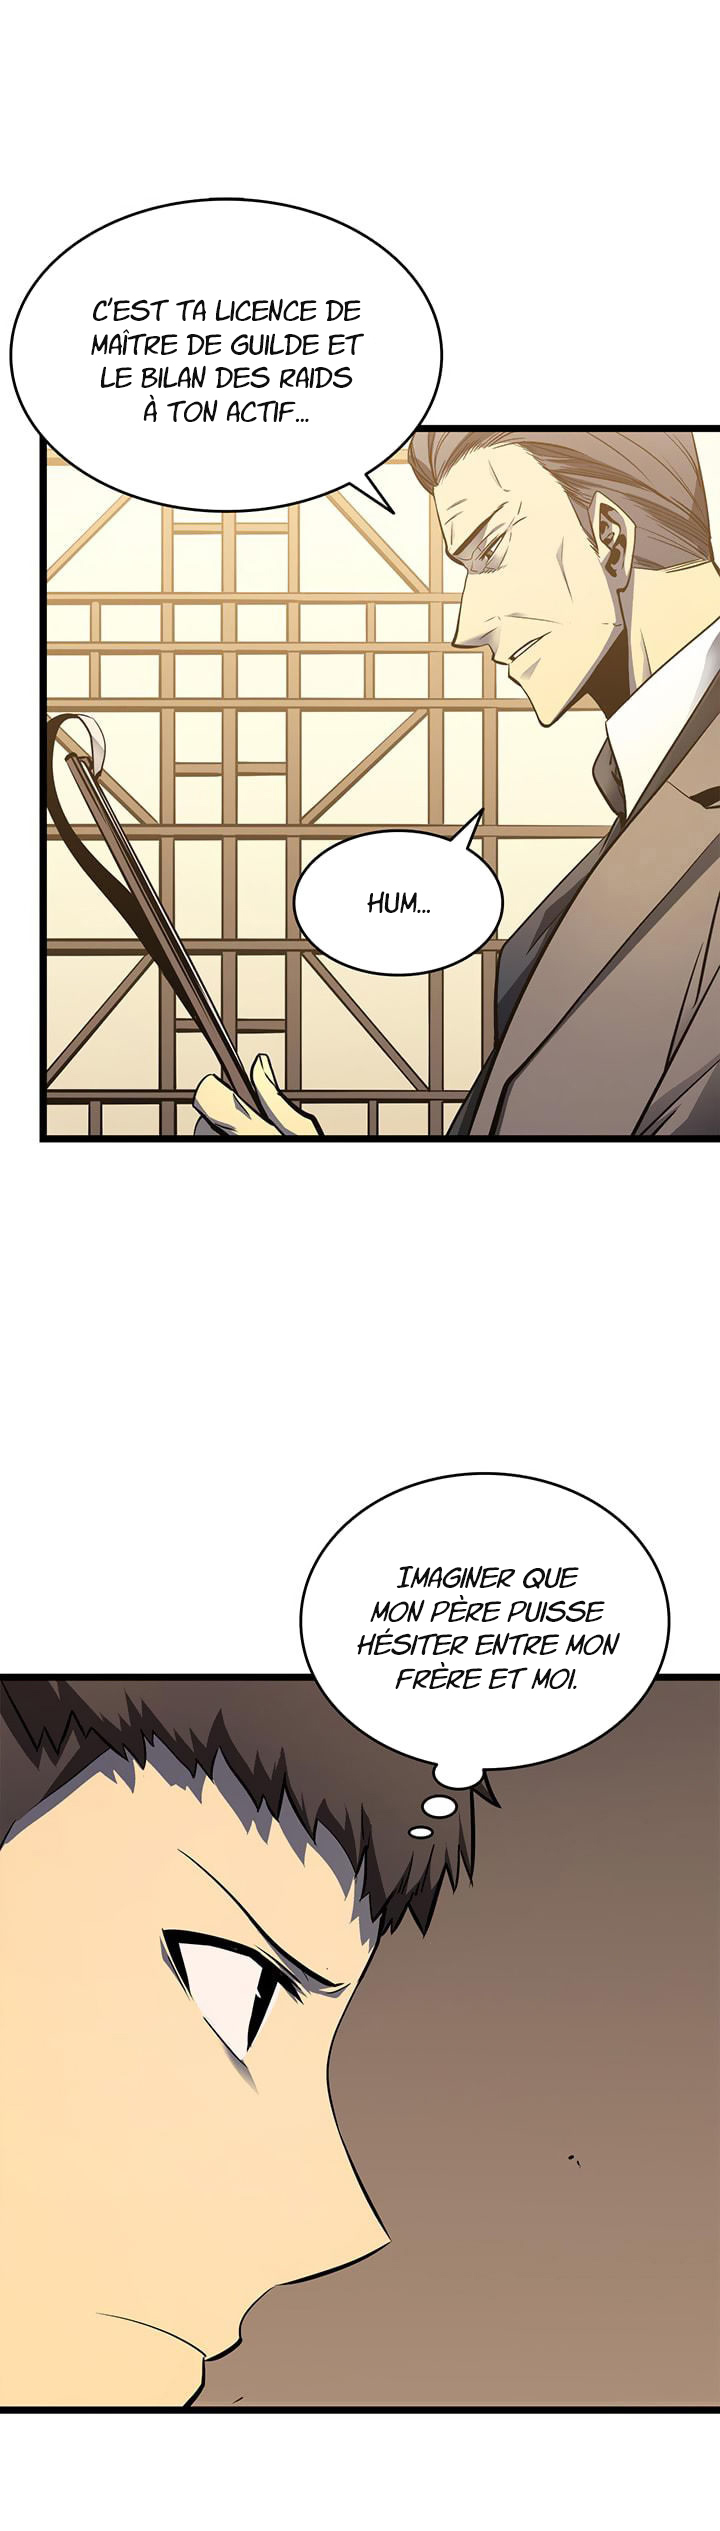 C'EST TA LICENCE DE
MAÎTRE DE GUILDE ET
LE BILAN DES RAIDS
À TON ACTIF...
HUM...
IMAGINER QUE
MON PÈRE PUISSE
HÉSITER ENTRE MON
FRÈRE ET MOI.